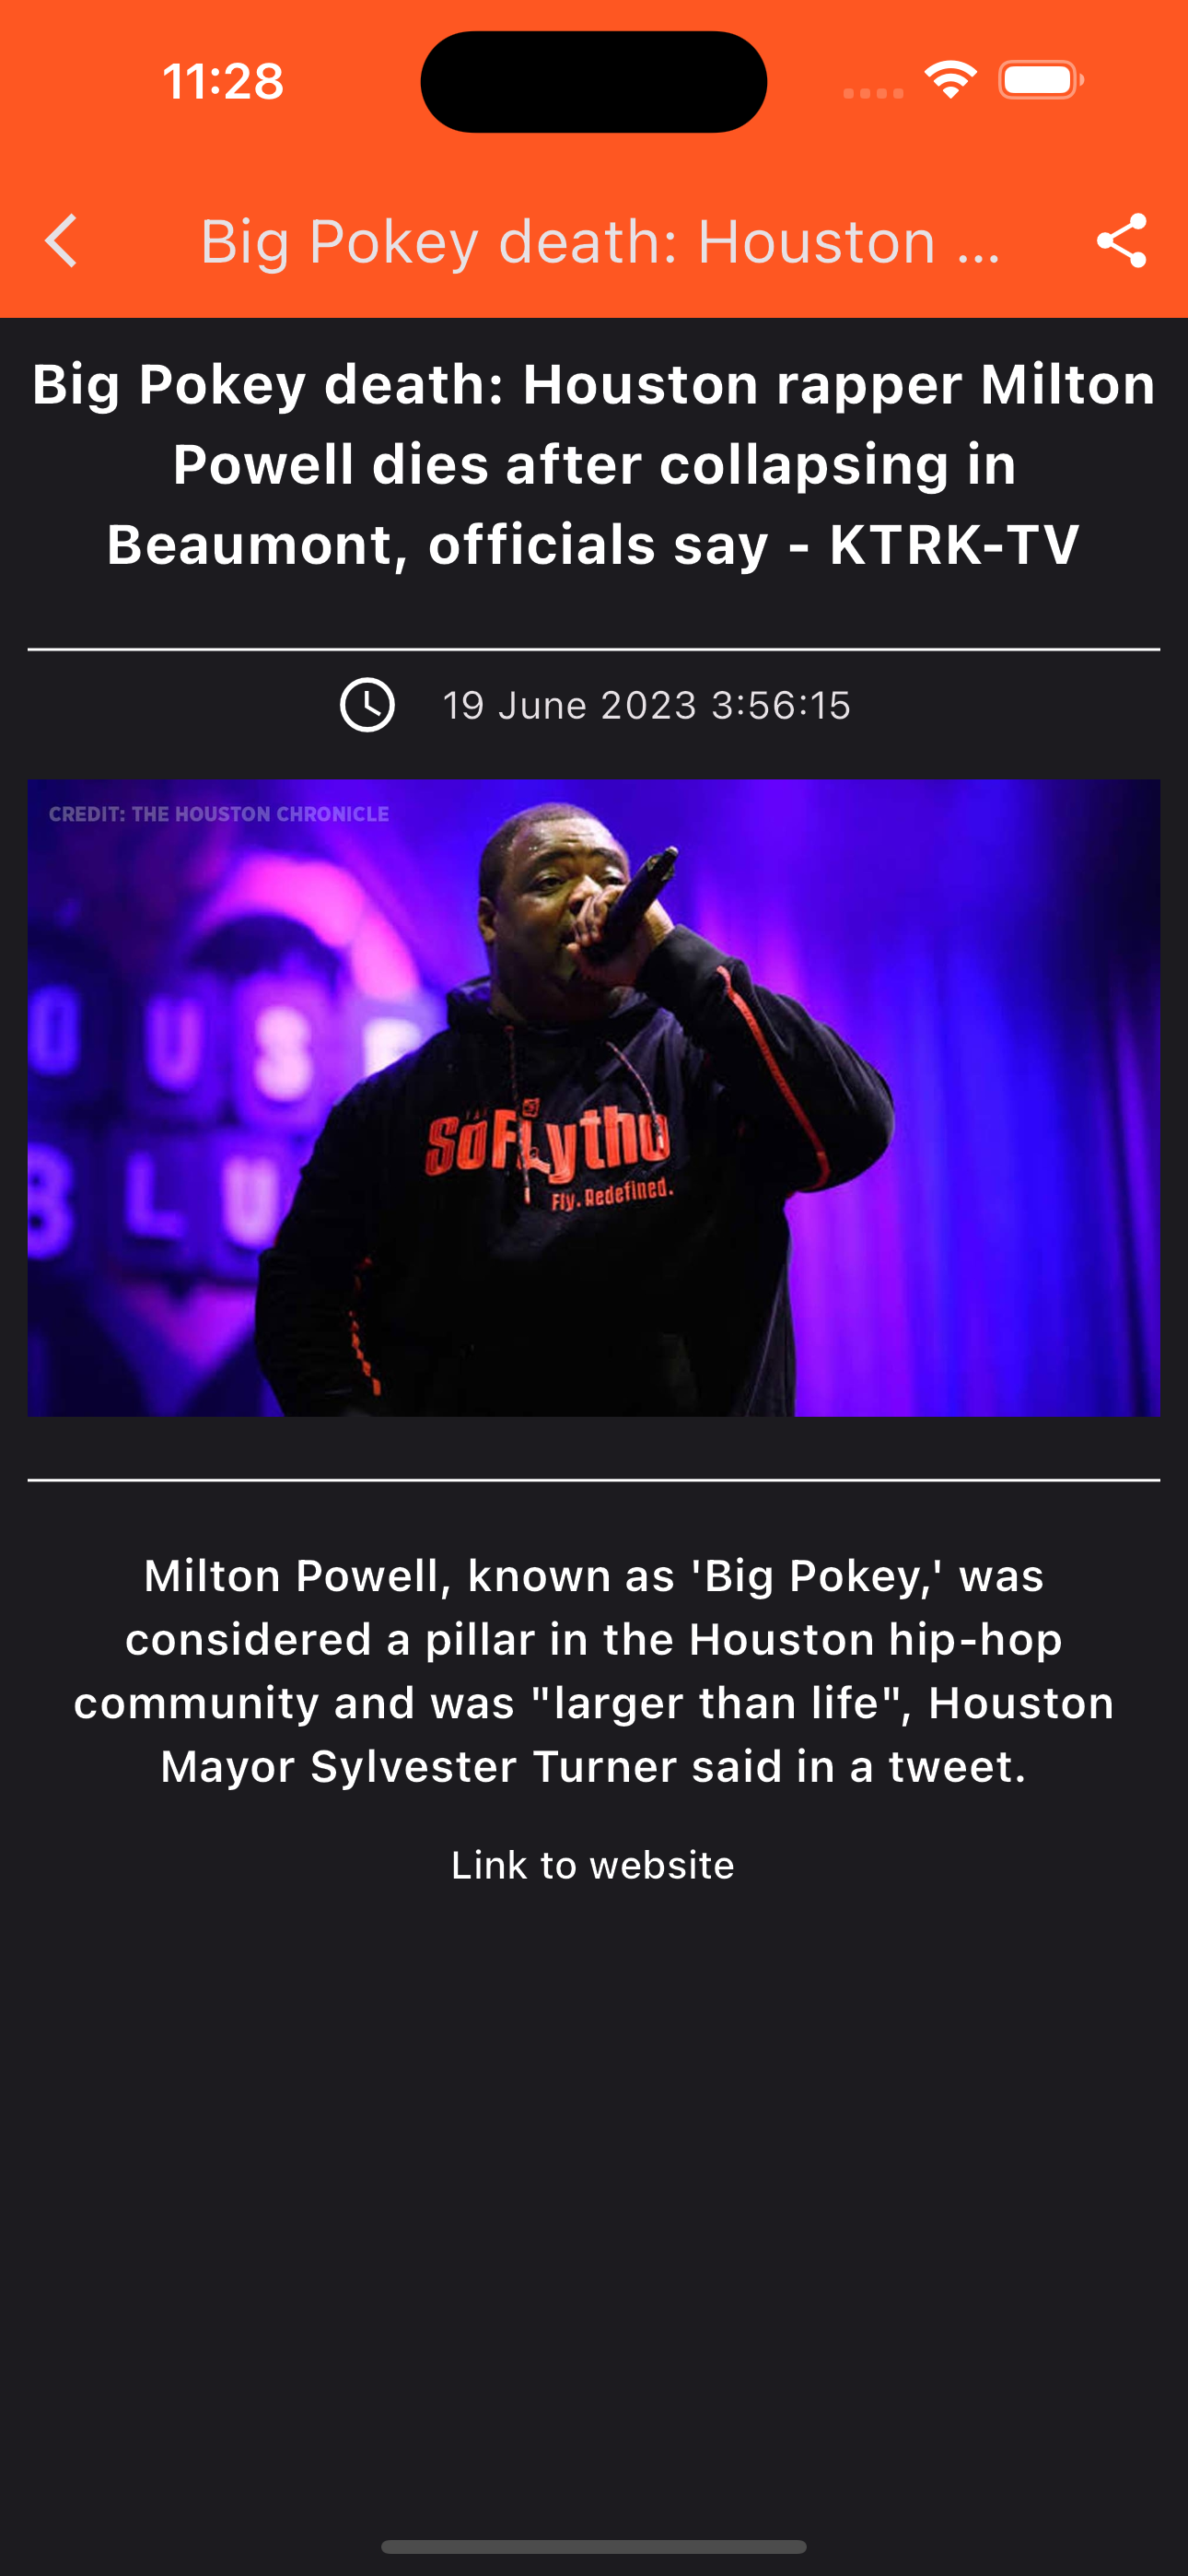 11:28
Big Pokey death: Houston ...
Big Pokey death: Houston rapper Milton
Powell dies after collapsing in
Beaumont, officials say - KTRK-TV
19 June 2023 3:56:15
CREDIT: THE HOUSTON CHRONICLE
OUSE
BLU
SoFLytho
Fly. Redefined.
Milton Powell, known as 'Big Pokey,' was
considered a pillar in the Houston hip-hop
community and was "larger than life", Houston
Mayor Sylvester Turner said in a tweet.
Link to website